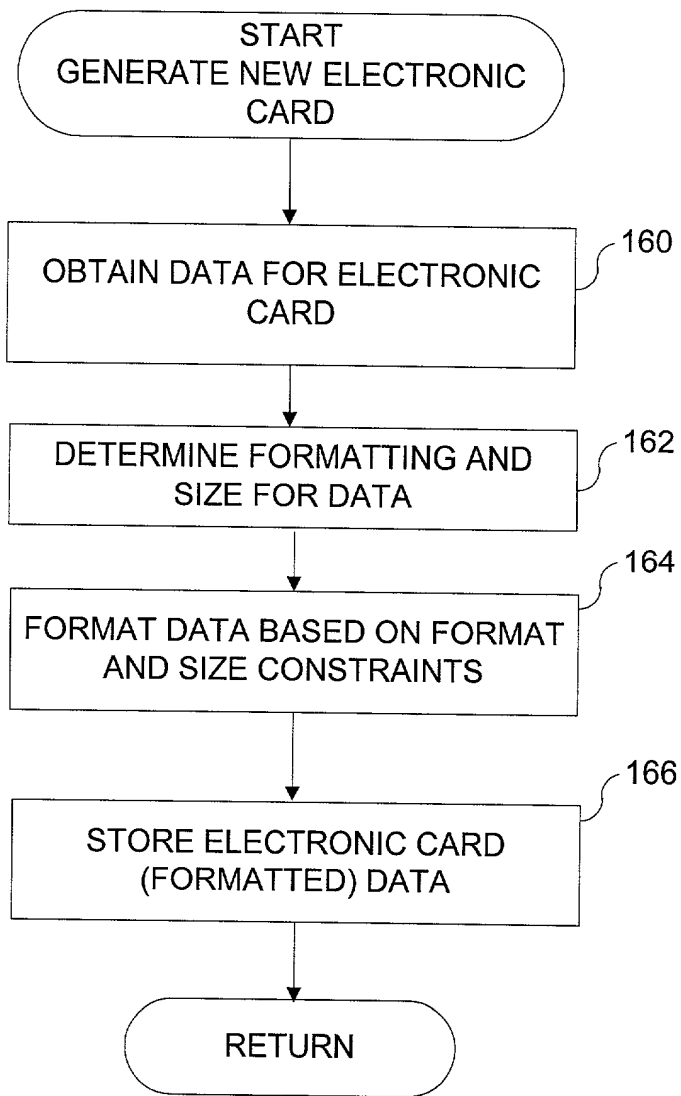 START
GENERATE NEW ELECTRONIC
CARD
160
OBTAIN DATA FOR ELECTRONIC
CARD
162
DETERMINE FORMATTING AND
SIZE FOR DATA
164
FORMAT DATA BASED ON FORMAT
AND SIZE CONSTRAINTS
166
STORE ELECTRONIC CARD
(FORMATTED) DATA
RETURN